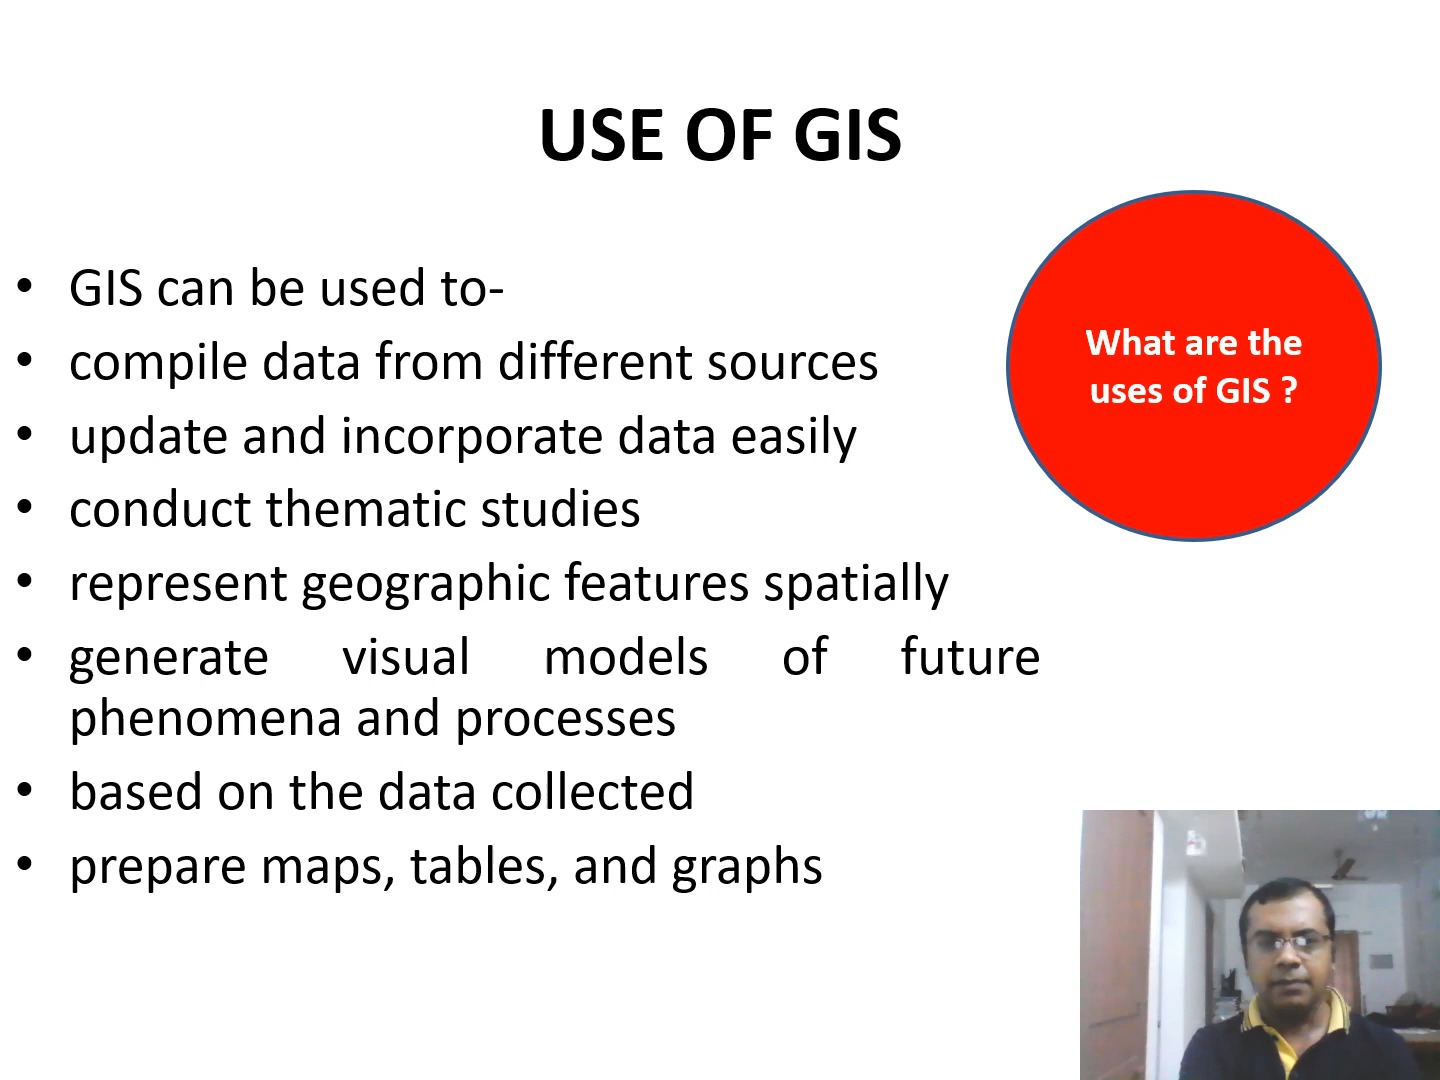 USE OF GIS
• GIS can be used to-
• compile data from different sources
• update and incorporate data easily
• conduct thematic studies
• represent geographic features spatially
• generate visual models of future
phenomena and processes
• based on the data collected
• prepare maps, tables, and graphs
What are the
uses of GIS ?